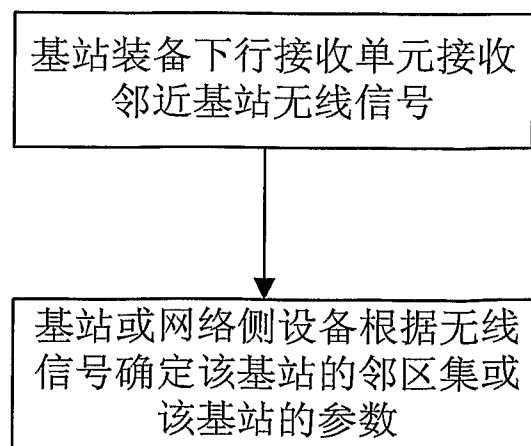 基站装备下行接收单元接收
邻近基站无线信号
基站或网络侧设备根据无线
信号确定该基站的邻区集或
该基站的参数